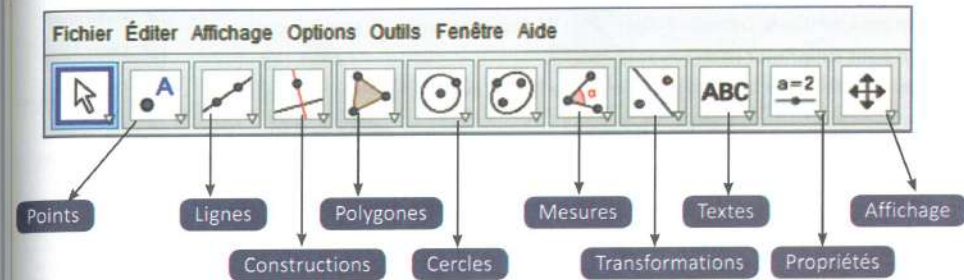 Fichier Éditer Affichage Options Outils Fenêtre Aide
A α ABC a=2
Points Lignes Polygones Mesures Textes Affichage
Constructions Cercles Transformations Propriétés